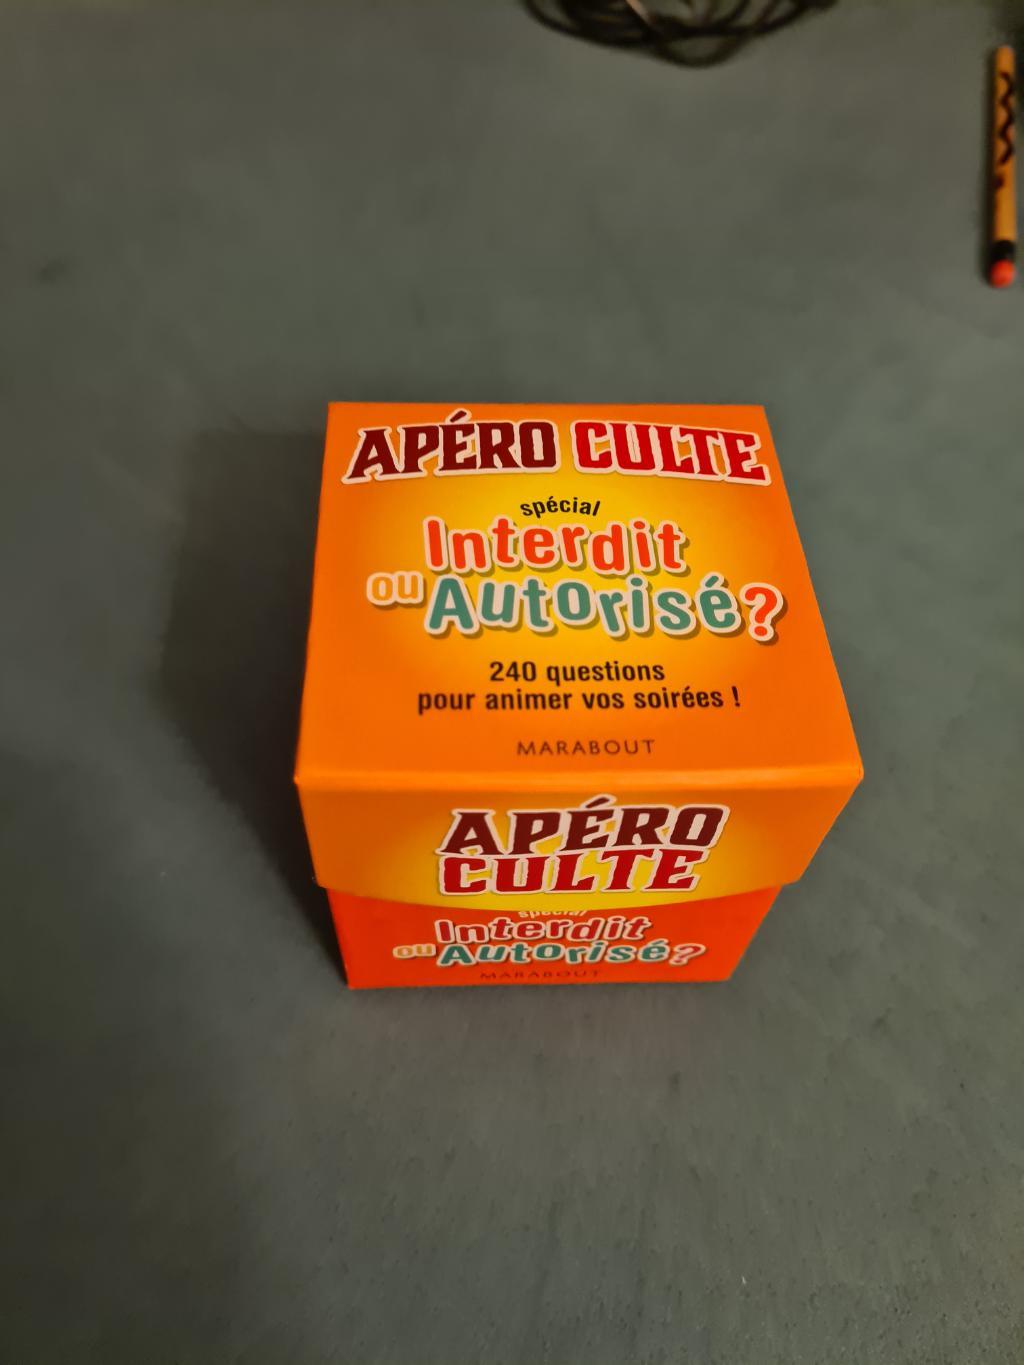 APÉRO CULTE
spécial
Interdit
ou Autorisé?
240 questions
pour animer vos soirées !
MARABOUT
APÉRO
CULTE
spécial
Interdit
ou Autorisé?
MARABOUT